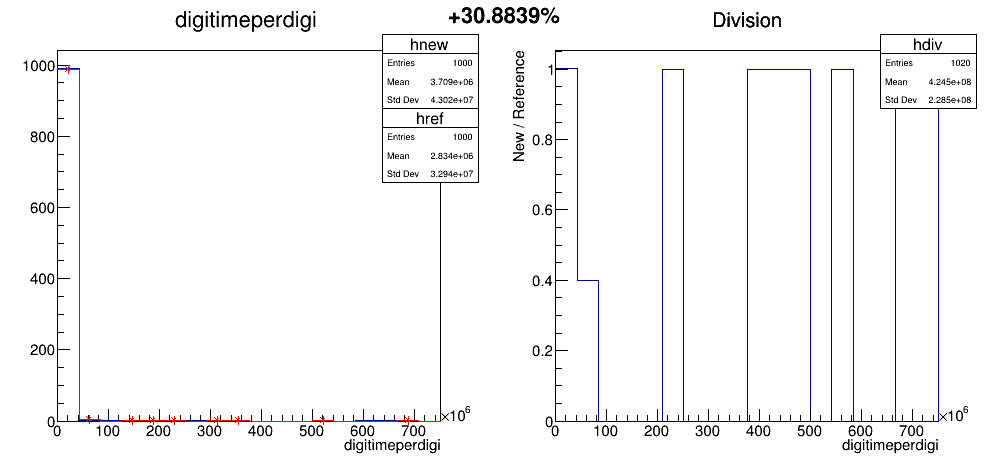 +30.8839%
digitimeperdigi
hnew
Entries 1000
Mean 3.709e+06
Std Dev 4.302e+07
href
Entries 1000
Mean 2.834e+06
Std Dev 3.294e+07
1000
800
600
400
200
0
0 100 200 300 400 500 600 700
×10⁶
digitimeperdigi
Division
hdiv
Entries 1020
Mean 4.245e+08
Std Dev 2.285e+08
New / Reference
1
0.8
0.6
0.4
0.2
0
0 100 200 300 400 500 600 700
×10⁶
digitimeperdigi